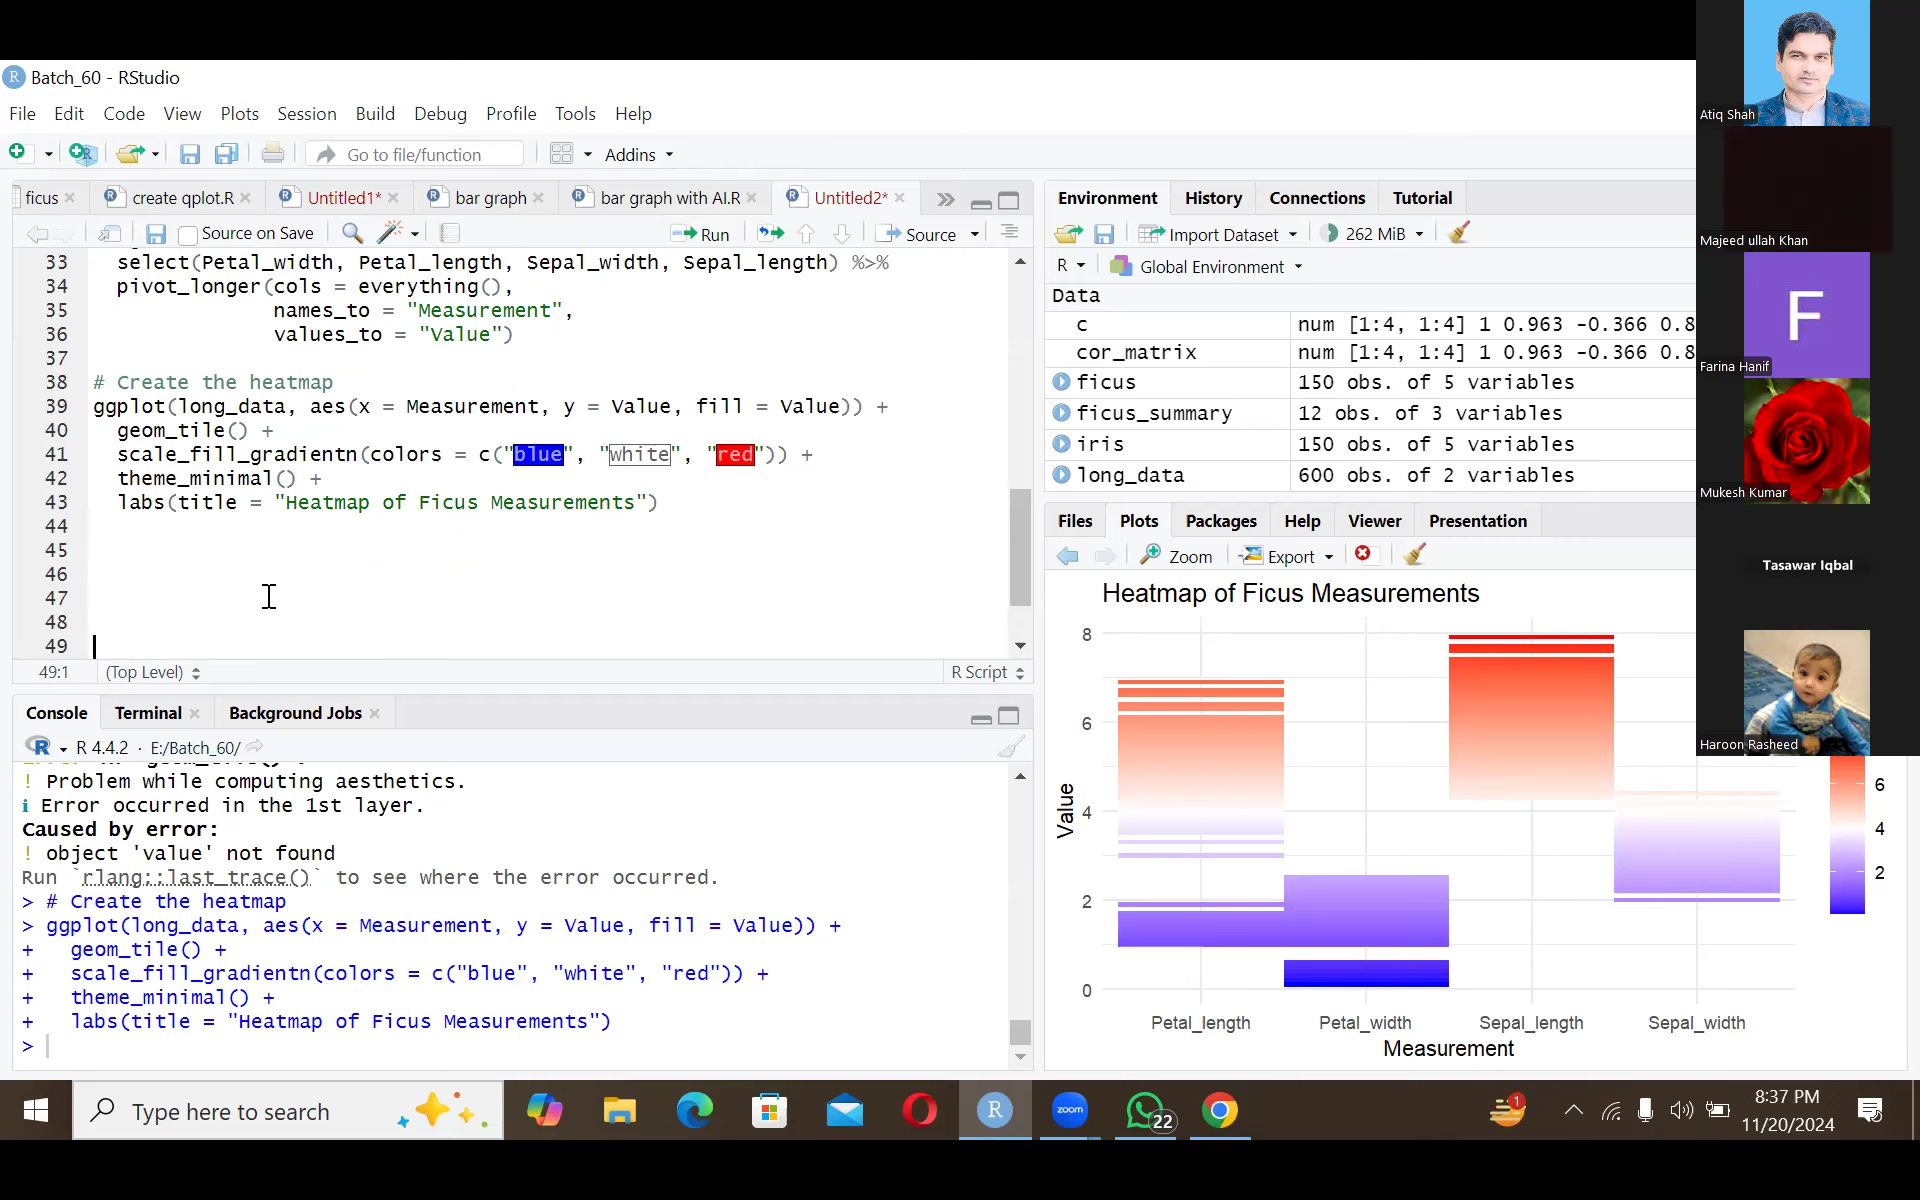 Batch_60 - RStudio
File Edit Code View Plots Session Build Debug Profile Tools Help
Go to file/function Addins
ficus create qplot.R Untitled1* bar graph bar graph with AI.R Untitled2*
Source on Save Run Source
33 select(Petal_width, Petal_length, Sepal_width, Sepal_length) %>%
34 pivot_longer(cols = everything(),
35 names_to = "Measurement",
36 values_to = "Value")
37
38 # Create the heatmap
39 ggplot(long_data, aes(x = Measurement, y = Value, fill = Value)) +
40 geom_tile() +
41 scale_fill_gradientn(colors = c("blue", "white", "red")) +
42 theme_minimal() +
43 labs(title = "Heatmap of Ficus Measurements")
44
45
46
47
48
49
49:1 (Top Level) R Script
Console Terminal Background Jobs
R R 4.4.2 · E:/Batch_60/
! Problem while computing aesthetics.
i Error occurred in the 1st layer.
Caused by error:
! object 'value' not found
Run `rlang::last_trace()` to see where the error occurred.
> # Create the heatmap
> ggplot(long_data, aes(x = Measurement, y = Value, fill = Value)) +
+ geom_tile() +
+ scale_fill_gradientn(colors = c("blue", "white", "red")) +
+ theme_minimal() +
+ labs(title = "Heatmap of Ficus Measurements")
>
Environment History Connections Tutorial
Import Dataset 262 MiB
R Global Environment
Data
c num [1:4, 1:4] 1 0.963 -0.366 0.8
cor_matrix num [1:4, 1:4] 1 0.963 -0.366 0.8
ficus 150 obs. of 5 variables
ficus_summary 12 obs. of 3 variables
iris 150 obs. of 5 variables
long_data 600 obs. of 2 variables
Files Plots Packages Help Viewer Presentation
Zoom Export
Heatmap of Ficus Measurements
8
6
4
2
0
Value
Petal_length Petal_width Sepal_length Sepal_width
Measurement
6
4
2
Atiq Shah
Majeed ullah Khan
F
Farina Hanif
Mukesh Kumar
Tasawar Iqbal
Haroon Rasheed
Type here to search
R
zoom
22
1
8:37 PM
11/20/2024